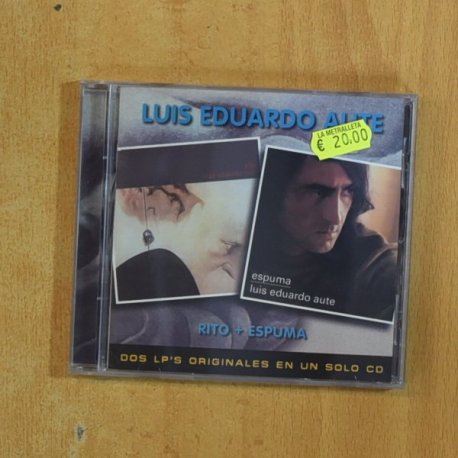 LUIS EDUARDO AUTE
LA METRALLETA
€ 20.00
espuma
luis eduardo aute
RITO + ESPUMA
DOS LP'S ORIGINALES EN UN SOLO CD